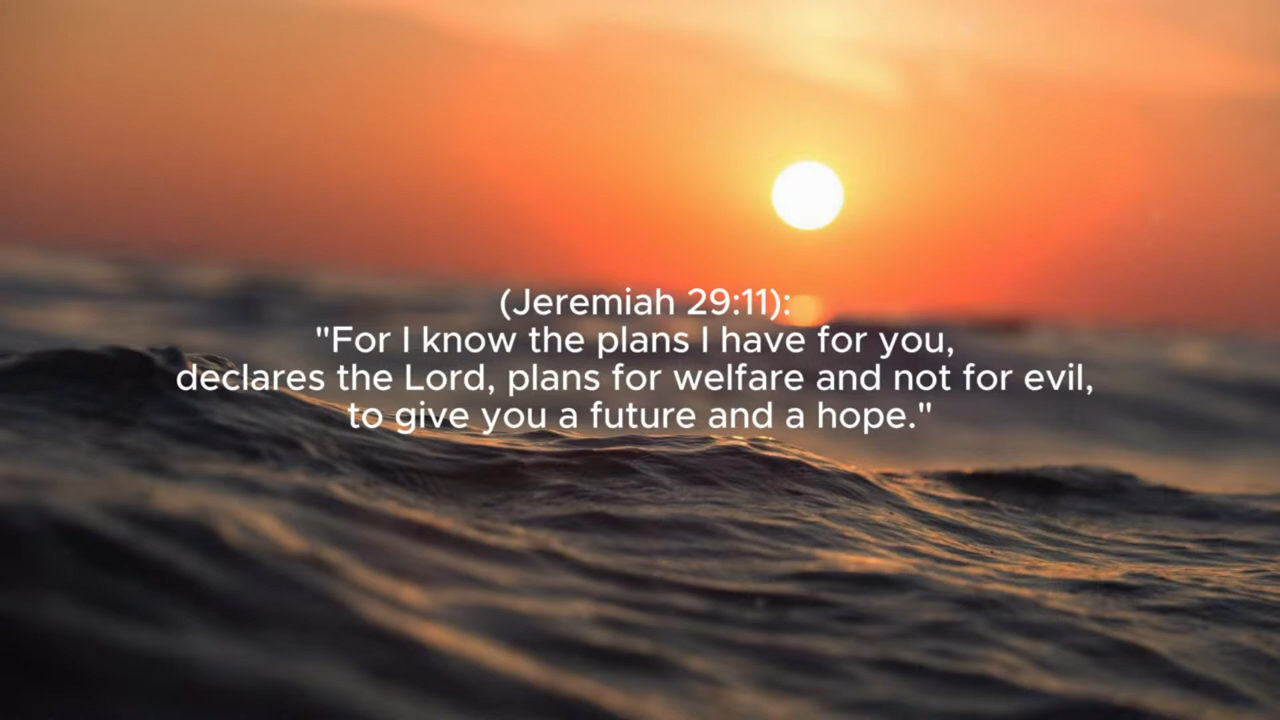 (Jeremiah 29:11):
"For I know the plans I have for you,
declares the Lord, plans for welfare and not for evil,
to give you a future and a hope."